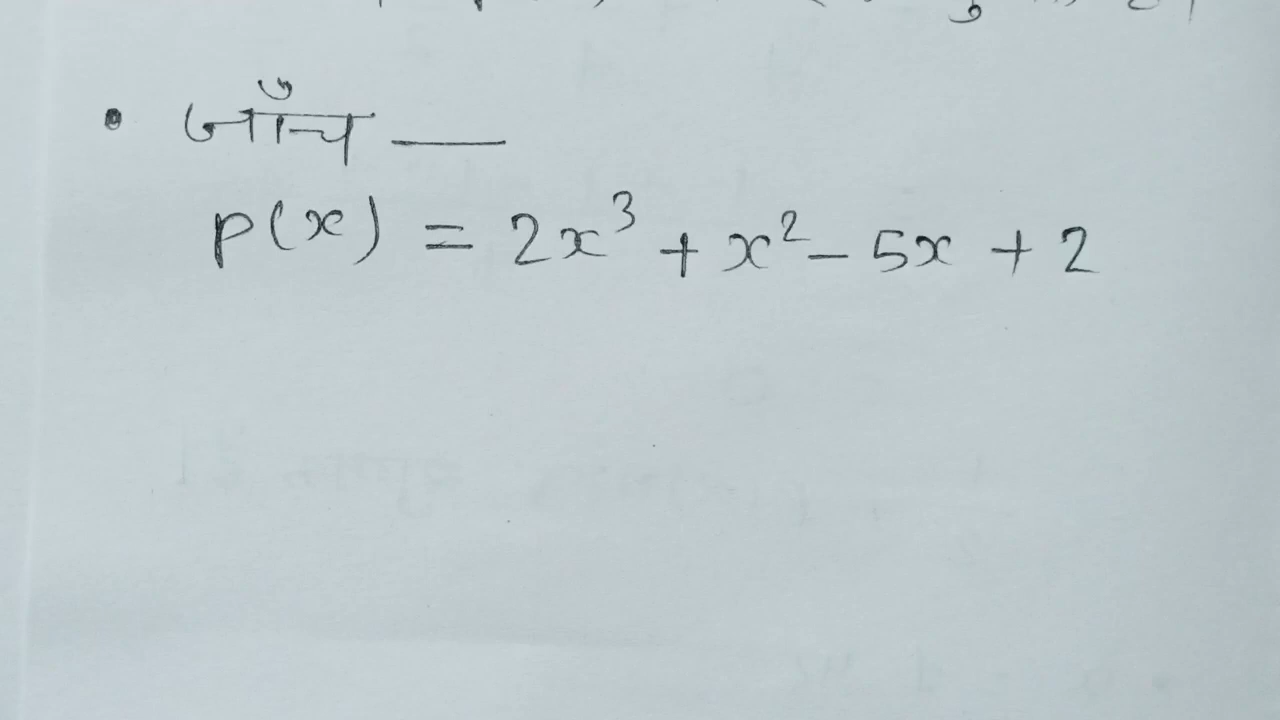 • जाँच —
p(x) = 2x³ + x² - 5x + 2